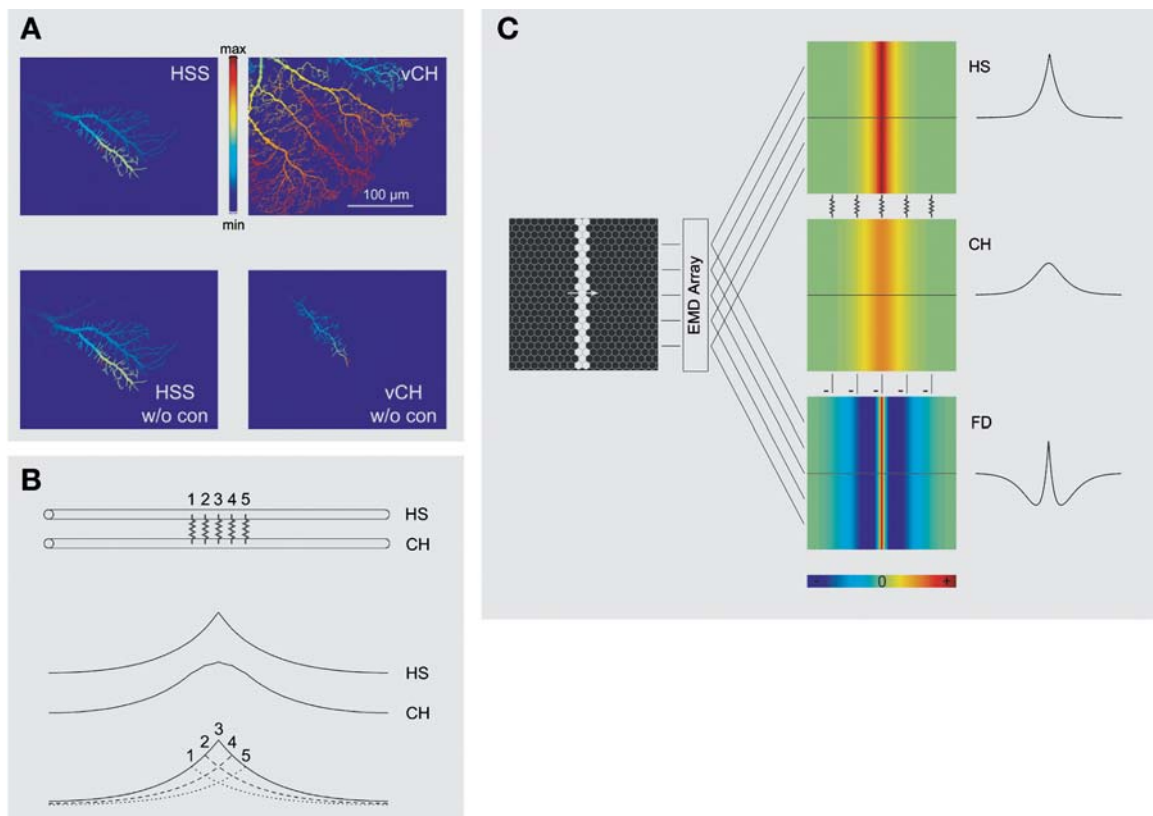 A
HSS
max
min
vCH
100 µm
HSS
w/o con
vCH
w/o con
B
1 2 3 4 5
HS
CH
HS
CH
3
2 4
1 5
C
EMD Array
HS
CH
- - - - -
FD
- 0 +